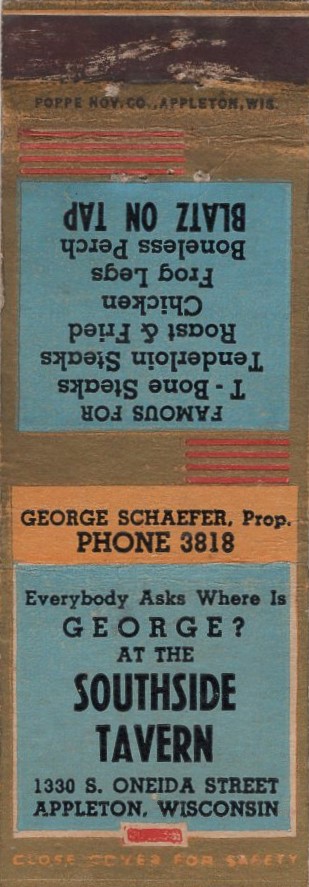 POPPE NOV. CO., APPLETON, WIS.
FAMOUS FOR
T-Bone Steaks
Tenderloin Steaks
Roast & Fried
Chicken
Frog Legs
Boneless Perch
BLATZ ON TAP
GEORGE SCHAEFER, Prop.
PHONE 3818
Everybody Asks Where Is
GEORGE?
AT THE
SOUTHSIDE
TAVERN
1330 S. ONEIDA STREET
APPLETON, WISCONSIN
CLOSE COVER FOR SAFETY